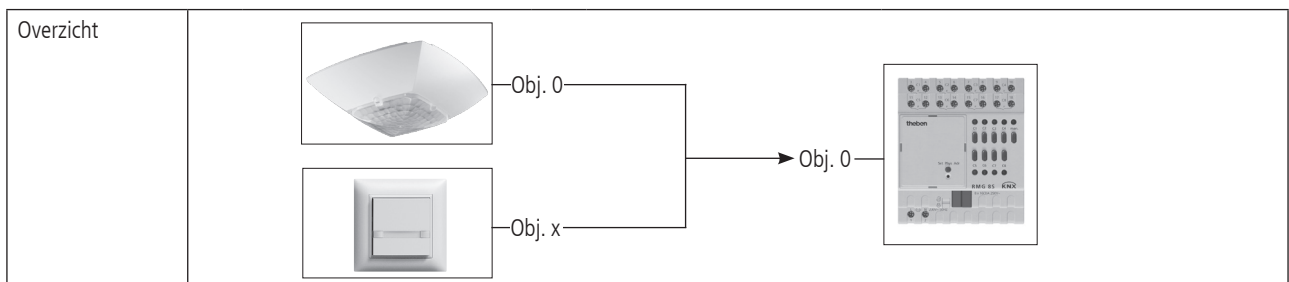 Overzicht
Obj. 0
Obj. 0
Obj. x
theben
RMG 8S KNX